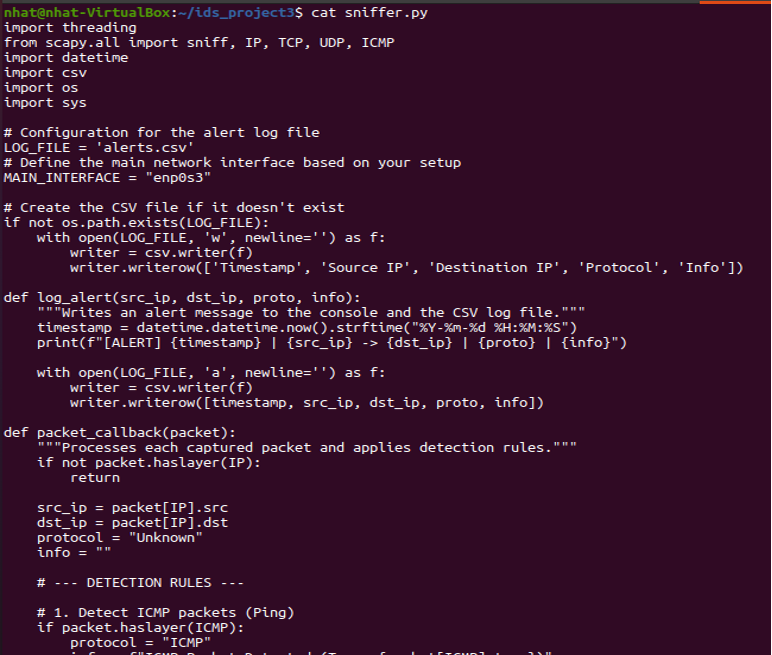 nhat@nhat-VirtualBox:~/ids_project3$ cat sniffer.py
import threading
from scapy.all import sniff, IP, TCP, UDP, ICMP
import datetime
import csv
import os
import sys

# Configuration for the alert log file
LOG_FILE = 'alerts.csv'
# Define the main network interface based on your setup
MAIN_INTERFACE = "enp0s3"

# Create the CSV file if it doesn't exist
if not os.path.exists(LOG_FILE):
    with open(LOG_FILE, 'w', newline='') as f:
        writer = csv.writer(f)
        writer.writerow(['Timestamp', 'Source IP', 'Destination IP', 'Protocol', 'Info'])

def log_alert(src_ip, dst_ip, proto, info):
    """Writes an alert message to the console and the CSV log file."""
    timestamp = datetime.datetime.now().strftime("%Y-%m-%d %H:%M:%S")
    print(f"[ALERT] {timestamp} | {src_ip} -> {dst_ip} | {proto} | {info}")

    with open(LOG_FILE, 'a', newline='') as f:
        writer = csv.writer(f)
        writer.writerow([timestamp, src_ip, dst_ip, proto, info])

def packet_callback(packet):
    """Processes each captured packet and applies detection rules."""
    if not packet.haslayer(IP):
        return

    src_ip = packet[IP].src
    dst_ip = packet[IP].dst
    protocol = "Unknown"
    info = ""

    # --- DETECTION RULES ---

    # 1. Detect ICMP packets (Ping)
    if packet.haslayer(ICMP):
        protocol = "ICMP"